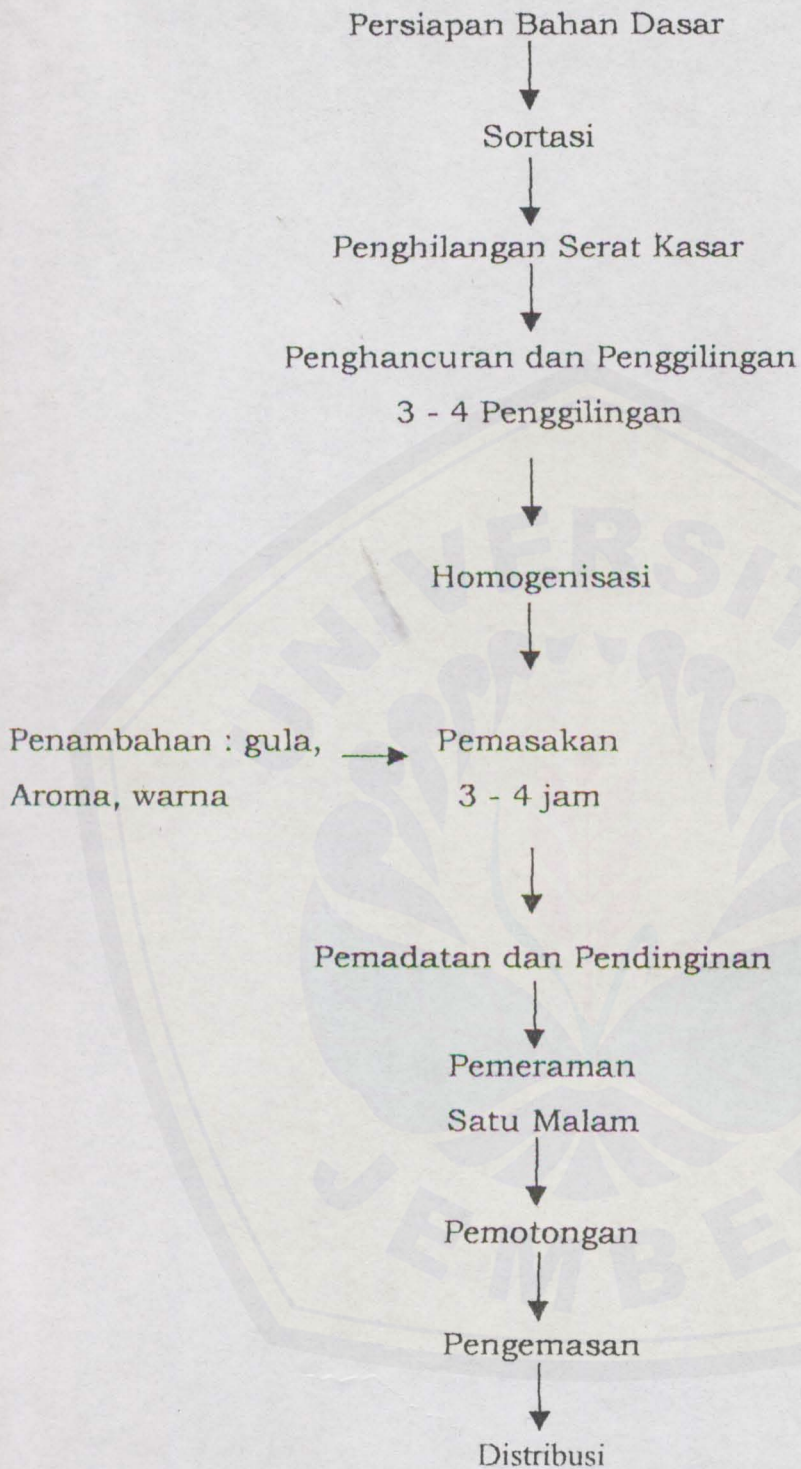 Persiapan Bahan Dasar
Sortasi
Penghilangan Serat Kasar
Penghancuran dan Penggilingan
3 - 4 Penggilingan
Homogenisasi
Penambahan : gula,
Aroma, warna
Pemasakan
3 - 4 jam
Pemadatan dan Pendinginan
Pemeraman
Satu Malam
Pemotongan
Pengemasan
Distribusi